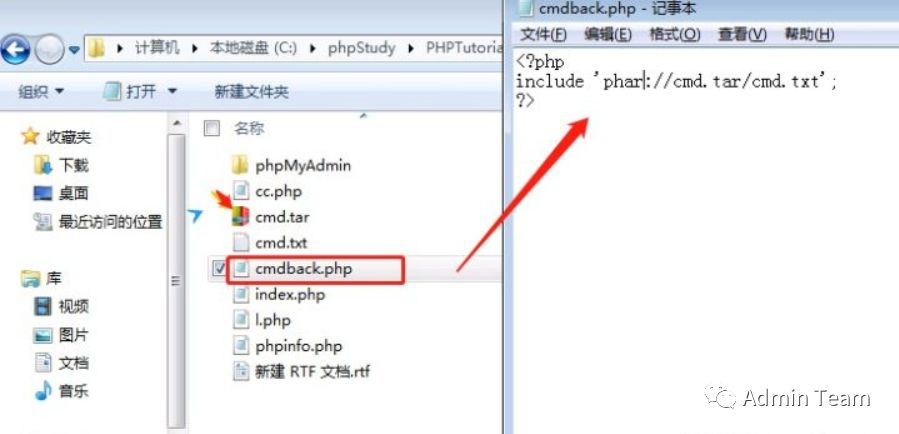 计算机 本地磁盘 (C:) phpStudy PHPTutoria
组织 打开 新建文件夹
收藏夹
下载
桌面
最近访问的位置
库
视频
图片
文档
音乐
名称
phpMyAdmin
cc.php
cmd.tar
cmd.txt
cmdback.php
index.php
l.php
phpinfo.php
新建 RTF 文档.rtf
cmdback.php - 记事本
文件(F) 编辑(E) 格式(O) 查看(V) 帮助(H)
<?php
include 'phar://cmd.tar/cmd.txt';
?>
Admin Team